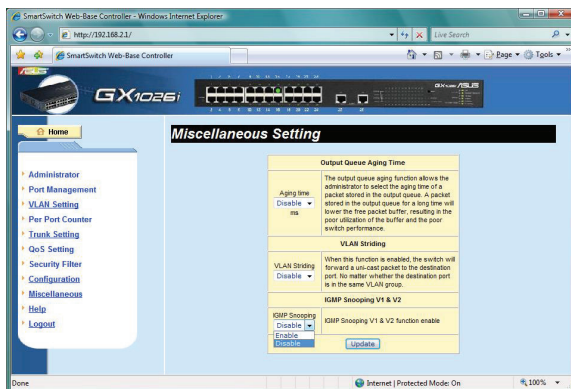 SmartSwitch Web-Base Controller - Windows Internet Explorer
http://192.168.2.1/
Live Search
SmartSwitch Web-Base Controller
Page
Tools
GX1026i
ASUS
Home
Miscellaneous Setting
Administrator
Port Management
VLAN Setting
Per Port Counter
Trunk Setting
QoS Setting
Security Filter
Configuration
Miscellaneous
Help
Logout
Output Queue Aging Time
Aging time
Disable
ms
The output queue aging function allows the
administrator to select the aging time of a
packet stored in the output queue. A packet
stored in the output queue for a long time will
lower the free packet buffer, resulting in the
poor utilization of the buffer and the poor
switch performance.
VLAN Striding
VLAN Striding
Disable
When this function is enabled, the switch will
forward a uni-cast packet to the destination
port. No matter whether the destination port
is in the same VLAN group.
IGMP Snooping V1 & V2
IGMP Snooping
Disable
Enable
Disable
IGMP Snooping V1 & V2 function enable
Update
Done
Internet | Protected Mode: On
100%